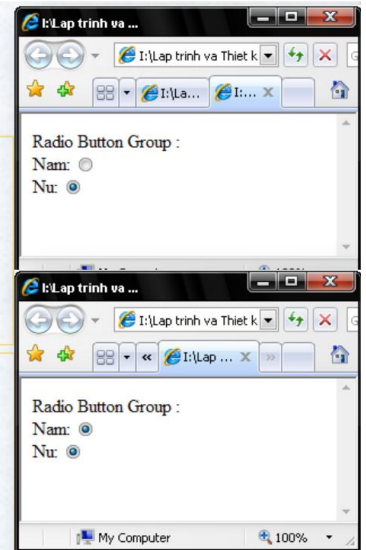 I:\Lap trinh va ...
I:\Lap trinh va Thiet k
I:\La... I:... X
Radio Button Group :
Nam:
Nu:
I:\Lap trinh va ...
I:\Lap trinh va Thiet k
« I:\Lap ... X »
Radio Button Group :
Nam:
Nu:
My Computer 100%